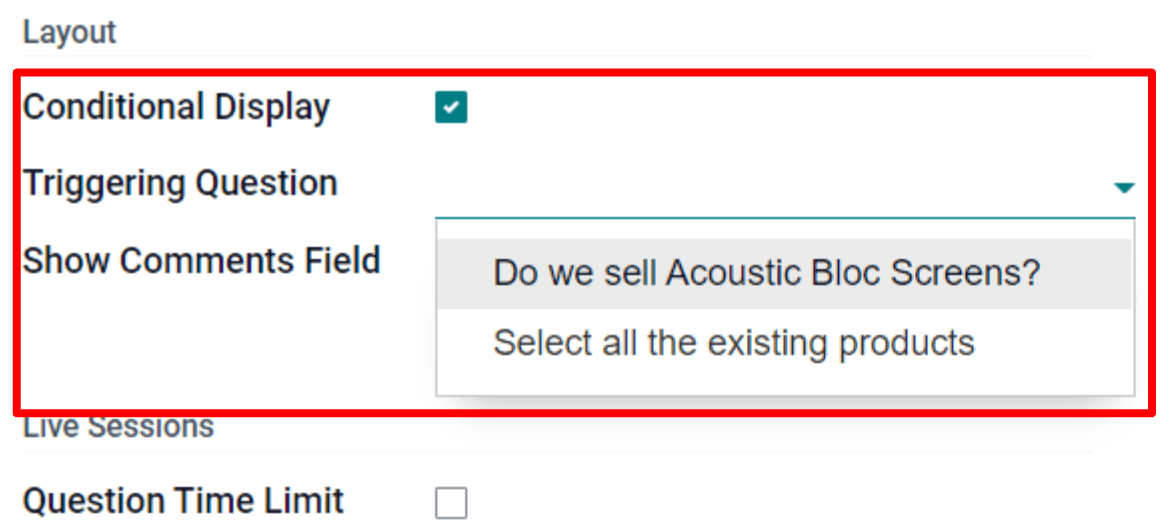 Layout
Conditional Display
Triggering Question
Show Comments Field
Do we sell Acoustic Bloc Screens?
Select all the existing products
Live Sessions
Question Time Limit